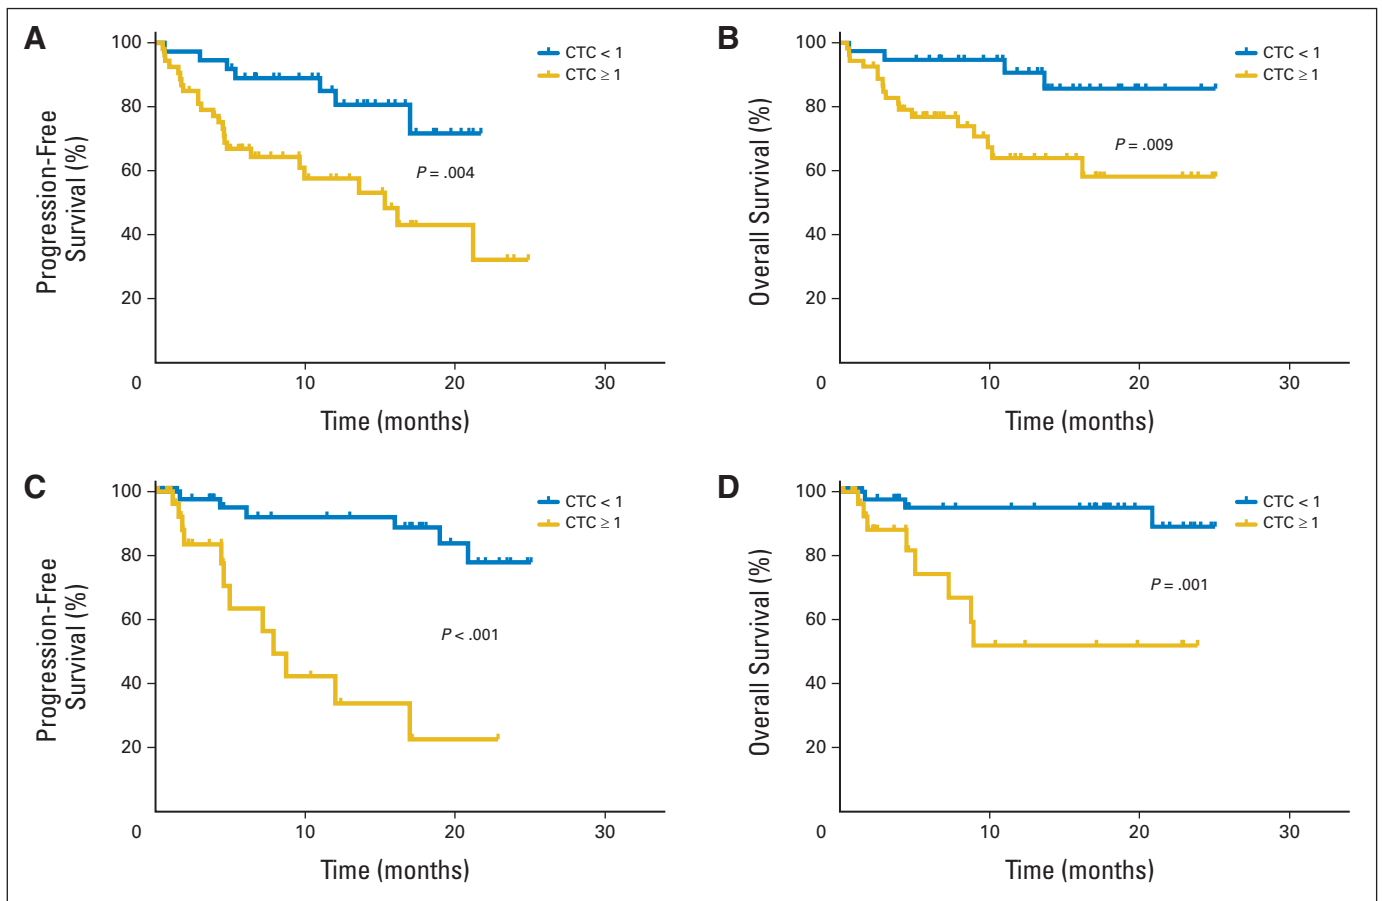 A
100
80
60
40
20
0
10
20
30
Progression-Free
Survival (%)
Time (months)
CTC < 1
CTC ≥ 1
P = .004
B
100
80
60
40
20
0
10
20
30
Overall Survival (%)
Time (months)
CTC < 1
CTC ≥ 1
P = .009
C
100
80
60
40
20
0
10
20
30
Progression-Free
Survival (%)
Time (months)
CTC < 1
CTC ≥ 1
P < .001
D
100
80
60
40
20
0
10
20
30
Overall Survival (%)
Time (months)
CTC < 1
CTC ≥ 1
P = .001